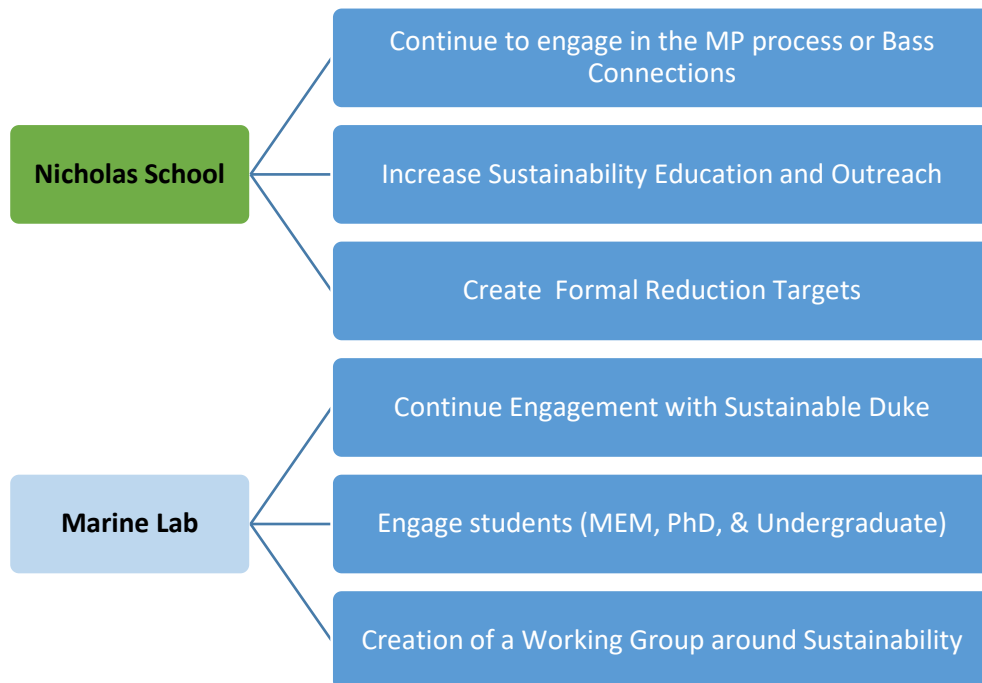 Nicholas School
Continue to engage in the MP process or Bass
Connections
Increase Sustainability Education and Outreach
Create Formal Reduction Targets
Marine Lab
Continue Engagement with Sustainable Duke
Engage students (MEM, PhD, & Undergraduate)
Creation of a Working Group around Sustainability